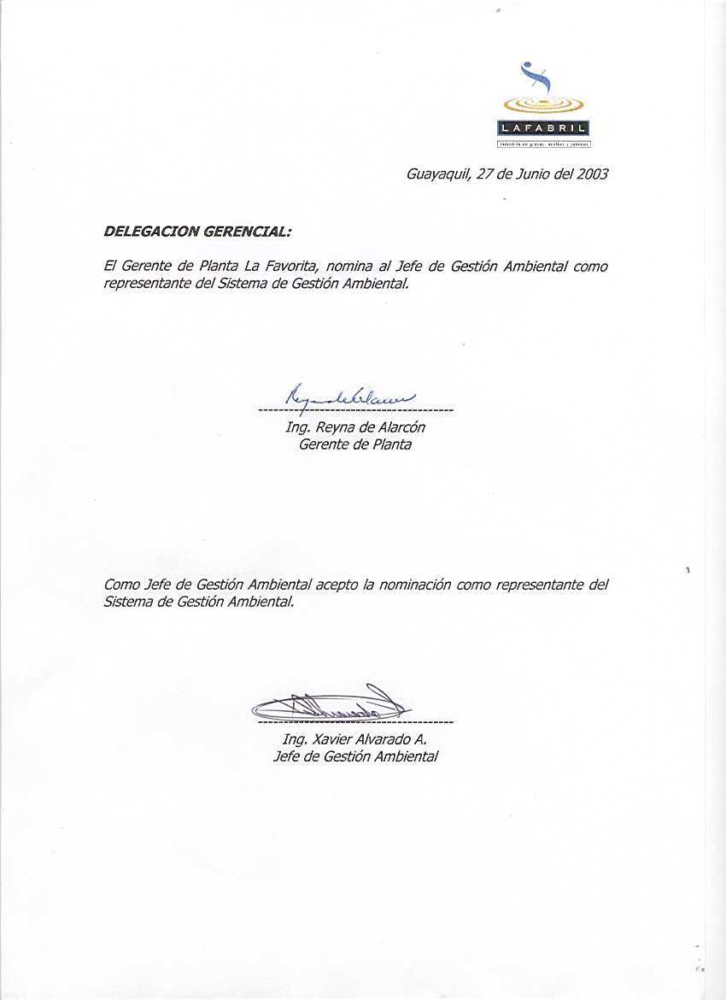 LAFABRIL
Industria de grasas, aceites y jabones
Guayaquil, 27 de Junio del 2003
DELEGACION GERENCIAL:
El Gerente de Planta La Favorita, nomina al Jefe de Gestión Ambiental como
representante del Sistema de Gestión Ambiental.
Ing. Reyna de Alarcón
Gerente de Planta
Como Jefe de Gestión Ambiental acepto la nominación como representante del
Sistema de Gestión Ambiental.
Ing. Xavier Alvarado A.
Jefe de Gestión Ambiental